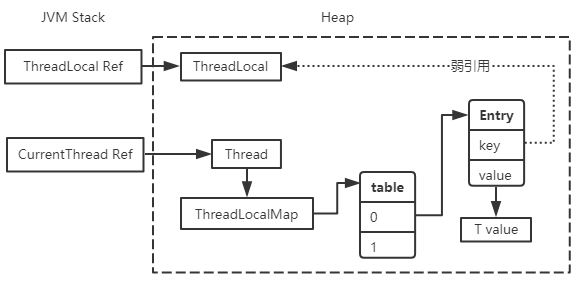 JVM Stack
Heap
ThreadLocal Ref
ThreadLocal
弱引用
Entry
key
value
CurrentThread Ref
Thread
table
0
1
ThreadLocalMap
T value